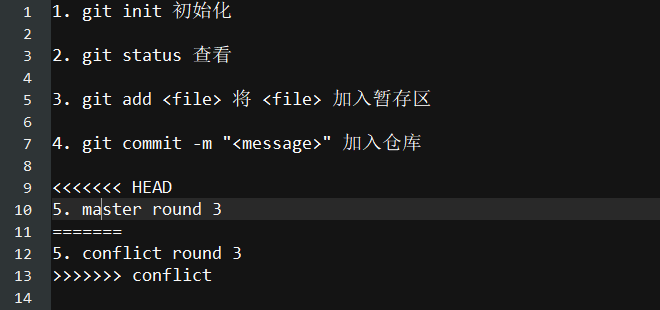 1
1. git init 初始化
2
3
2. git status 查看
4
5
3. git add <file> 将 <file> 加入暂存区
6
7
4. git commit -m "<message>" 加入仓库
8
9
<<<<<<< HEAD
10
5. master round 3
11
=======
12
5. conflict round 3
13
>>>>>>> conflict
14